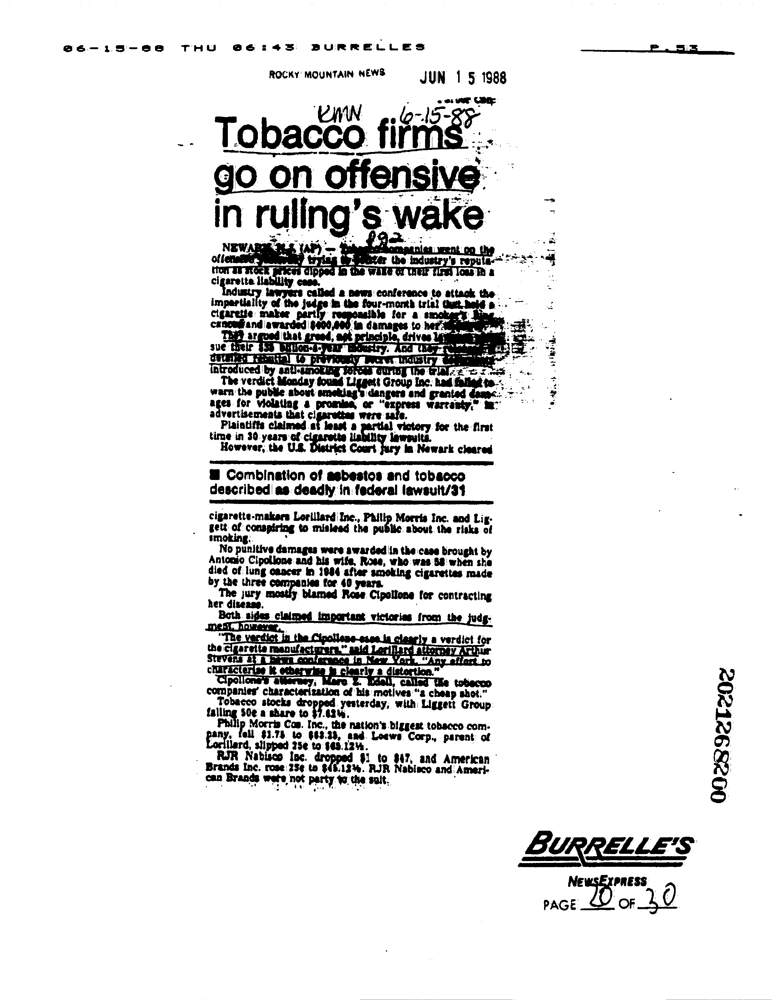 06-15-88 THU 06:43 BURRELLES P.53
ROCKY MOUNTAIN NEWS JUN 15 1988
RMN 6-15-88
Tobacco firms
go on offensive
in ruling's wake
p92
NEWARK, N.J. (AP) — Tobacco companies went on the
offensive yesterday trying to the industry's reputa-
tion as stock prices dipped in the wake of their first loss in a
cigarette liability case.
Industry lawyers called a news conference to attack the
impartiality of the judge in the four-month trial that held a
cigarette maker partly responsible for a smoker's lung
cancer and awarded $400,000 in damages to her
They argued that greed, not principle, drives
sue their $35 billion-a-year industry. And they
detailed rebuttal to previously secret industry
introduced by anti-smoking forces during the trial.
The verdict Monday found Liggett Group Inc. had failed to
warn the public about smoking's dangers and granted dam-
ages for violating a promise, or "express warranty," in
advertisements that cigarettes were safe.
Plaintiffs claimed at least a partial victory for the first
time in 30 years of cigarette liability lawsuits.
However, the U.S. District Court jury in Newark cleared
■ Combination of asbestos and tobacco
described as deadly in federal lawsuit/31
cigarette-makers Lorillard Inc., Philip Morris Inc. and Lig-
gett of conspiring to mislead the public about the risks of
smoking.
No punitive damages were awarded in the case brought by
Antonio Cipollone and his wife, Rose, who was 58 when she
died of lung cancer in 1984 after smoking cigarettes made
by the three companies for 40 years.
The jury mostly blamed Rose Cipollone for contracting
her disease.
Both sides claimed important victories from the judg-
ment, however.
"The verdict in the Cipollone case is clearly a verdict for
the cigarette manufacturers," said Lorillard attorney Arthur
Stevens at a news conference in New York. "Any effort to
characterize it otherwise is clearly a distortion."
Cipollone's attorney, Marc Z. Edell, called the tobacco
companies' characterization of his motives "a cheap shot."
Tobacco stocks dropped yesterday, with Liggett Group
falling 50¢ a share to $7.62½.
Philip Morris Cos. Inc., the nation's biggest tobacco com-
pany, fell $1.75 to $83.25, and Loews Corp., parent of
Lorillard, slipped 25¢ to $65.12½.
RJR Nabisco Inc. dropped $1 to $47, and American
Brands Inc. rose 25¢ to $45.12½. RJR Nabisco and Ameri-
can Brands were not party to the suit.
2021268200
BURRELLE'S
NEWSEXPRESS
PAGE 20 OF 30